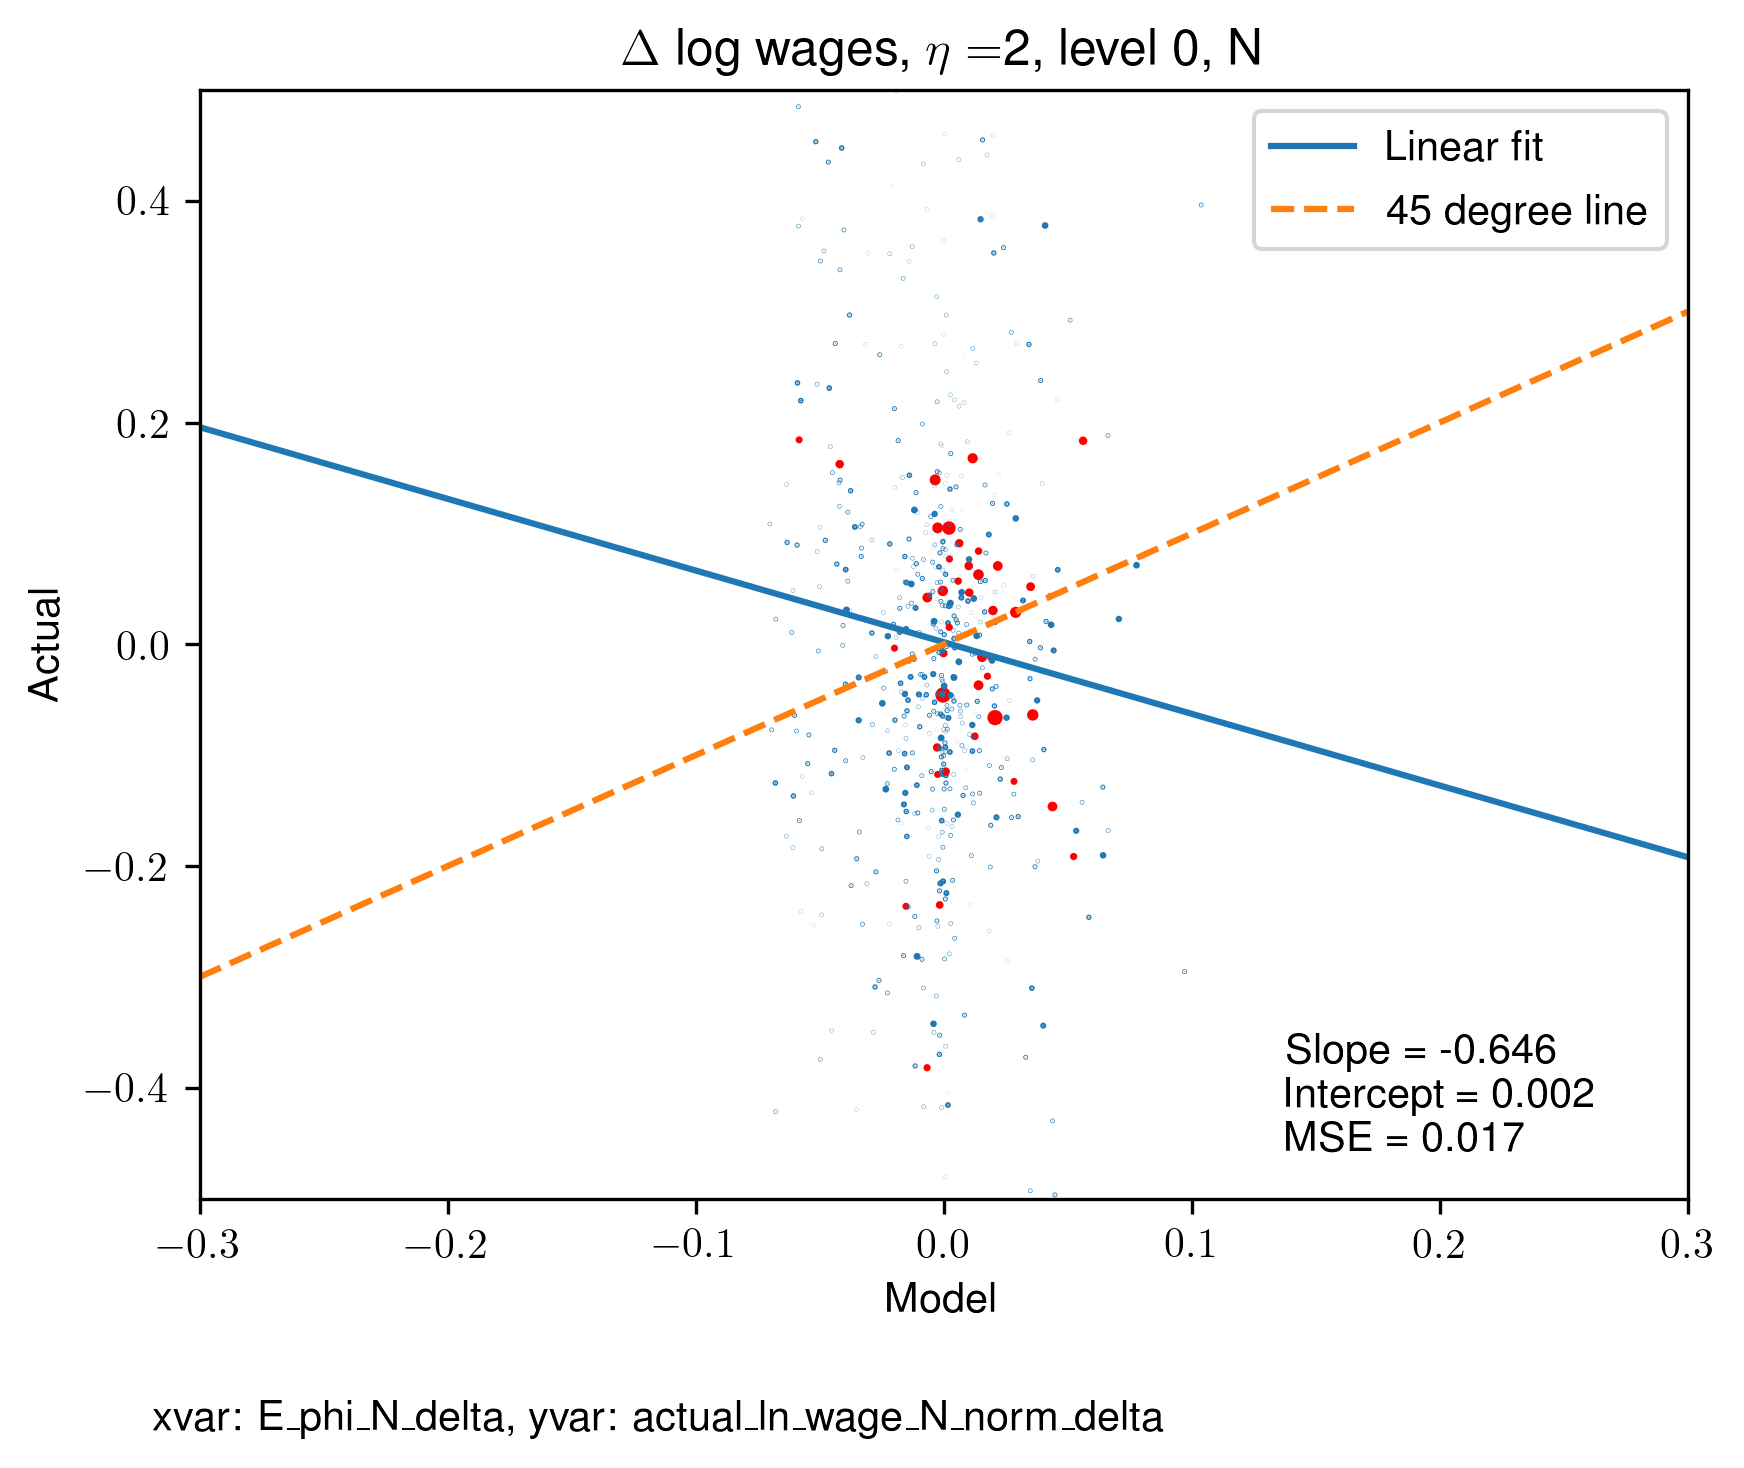 Δ log wages, η =2, level 0, N
Linear fit
45 degree line
Actual
0.4
0.2
0.0
−0.2
−0.4
Slope = -0.646
Intercept = 0.002
MSE = 0.017
−0.3 −0.2 −0.1 0.0 0.1 0.2 0.3
Model
xvar: E_phi_N_delta, yvar: actual_ln_wage_N_norm_delta